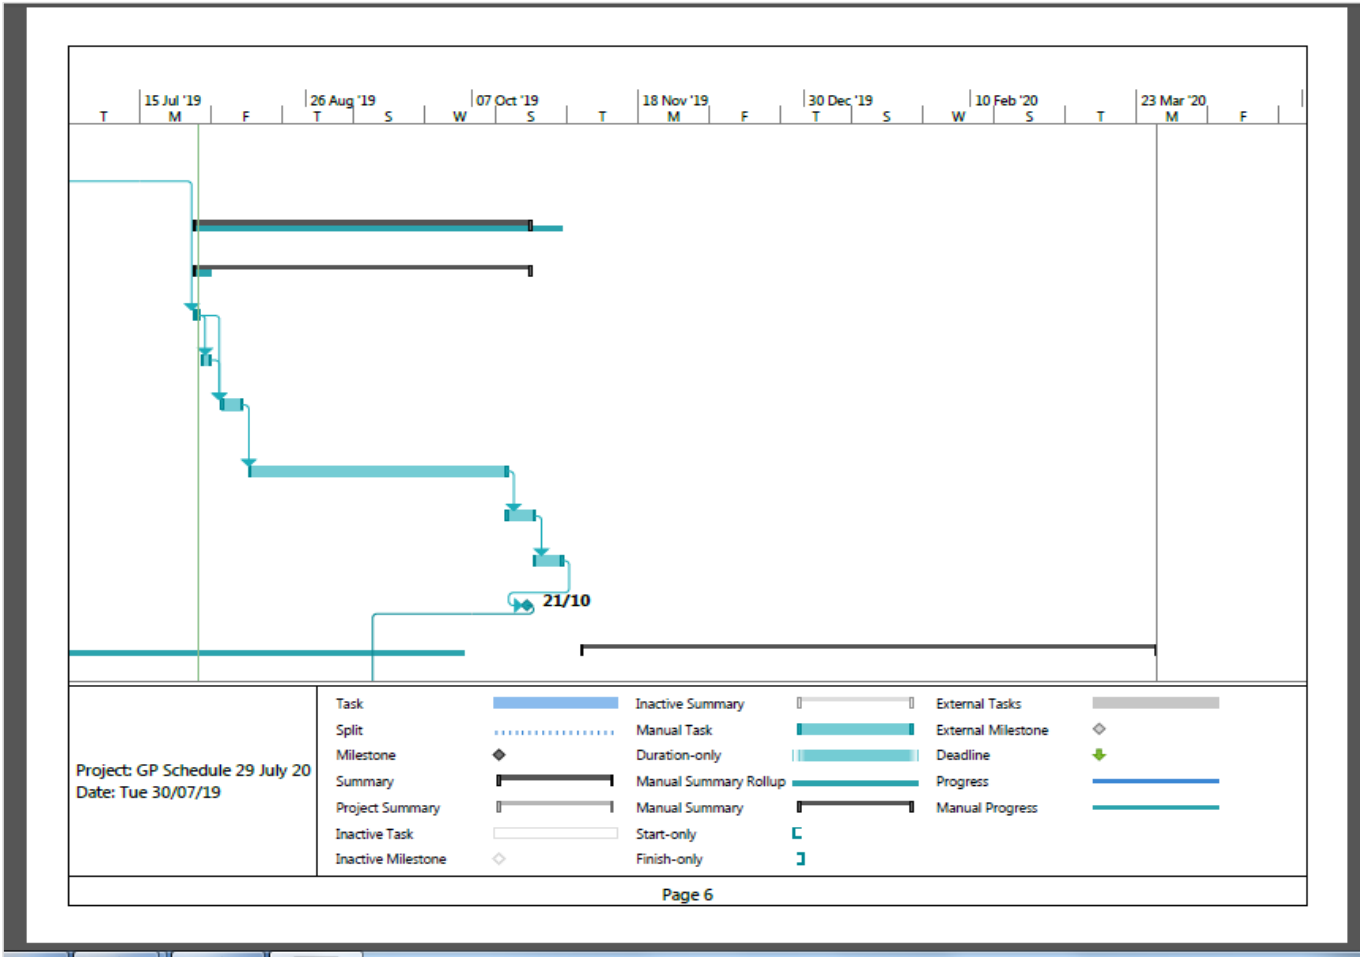 15 Jul '19 26 Aug '19 07 Oct '19 18 Nov '19 30 Dec '19 10 Feb '20 23 Mar '20
T M F T S W S T M F T S W S T M F
21/10
Task Inactive Summary External Tasks
Split Manual Task External Milestone
Milestone Duration-only Deadline
Summary Manual Summary Rollup Progress
Project Summary Manual Summary Manual Progress
Inactive Task Start-only
Inactive Milestone Finish-only
Project: GP Schedule 29 July 20
Date: Tue 30/07/19
Page 6